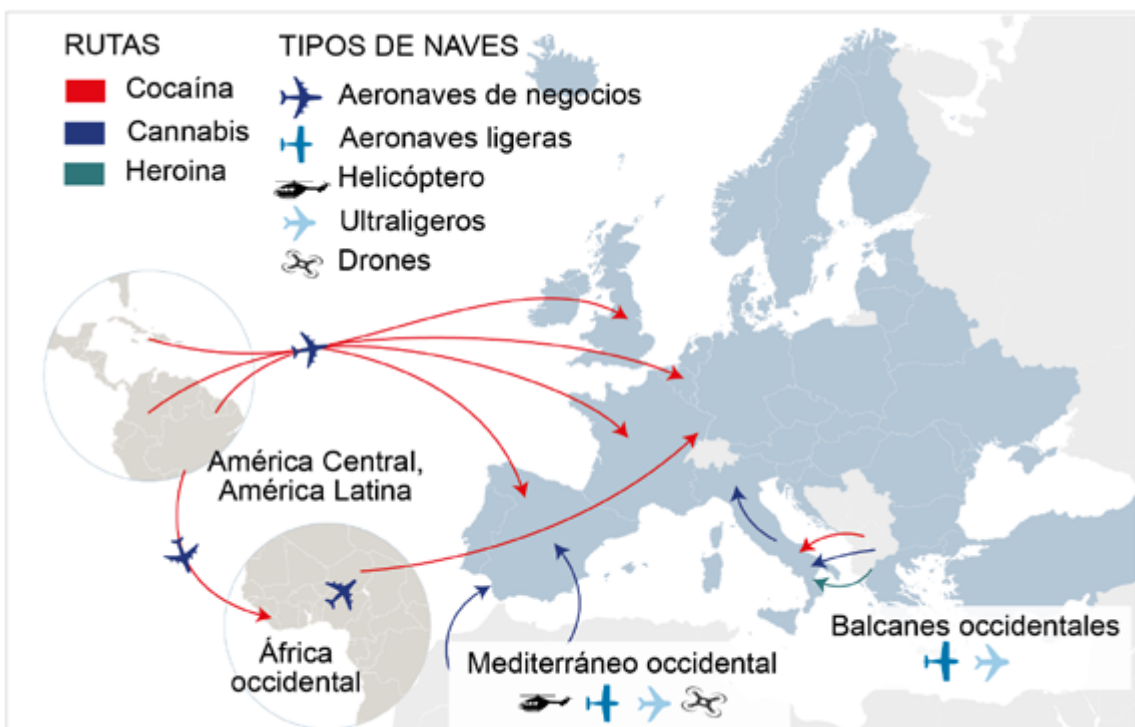 RUTAS
Cocaína
Cannabis
Heroina
TIPOS DE NAVES
Aeronaves de negocios
Aeronaves ligeras
Helicóptero
Ultraligeros
Drones
América Central,
América Latina
África
occidental
Mediterráneo occidental
Balcanes occidentales